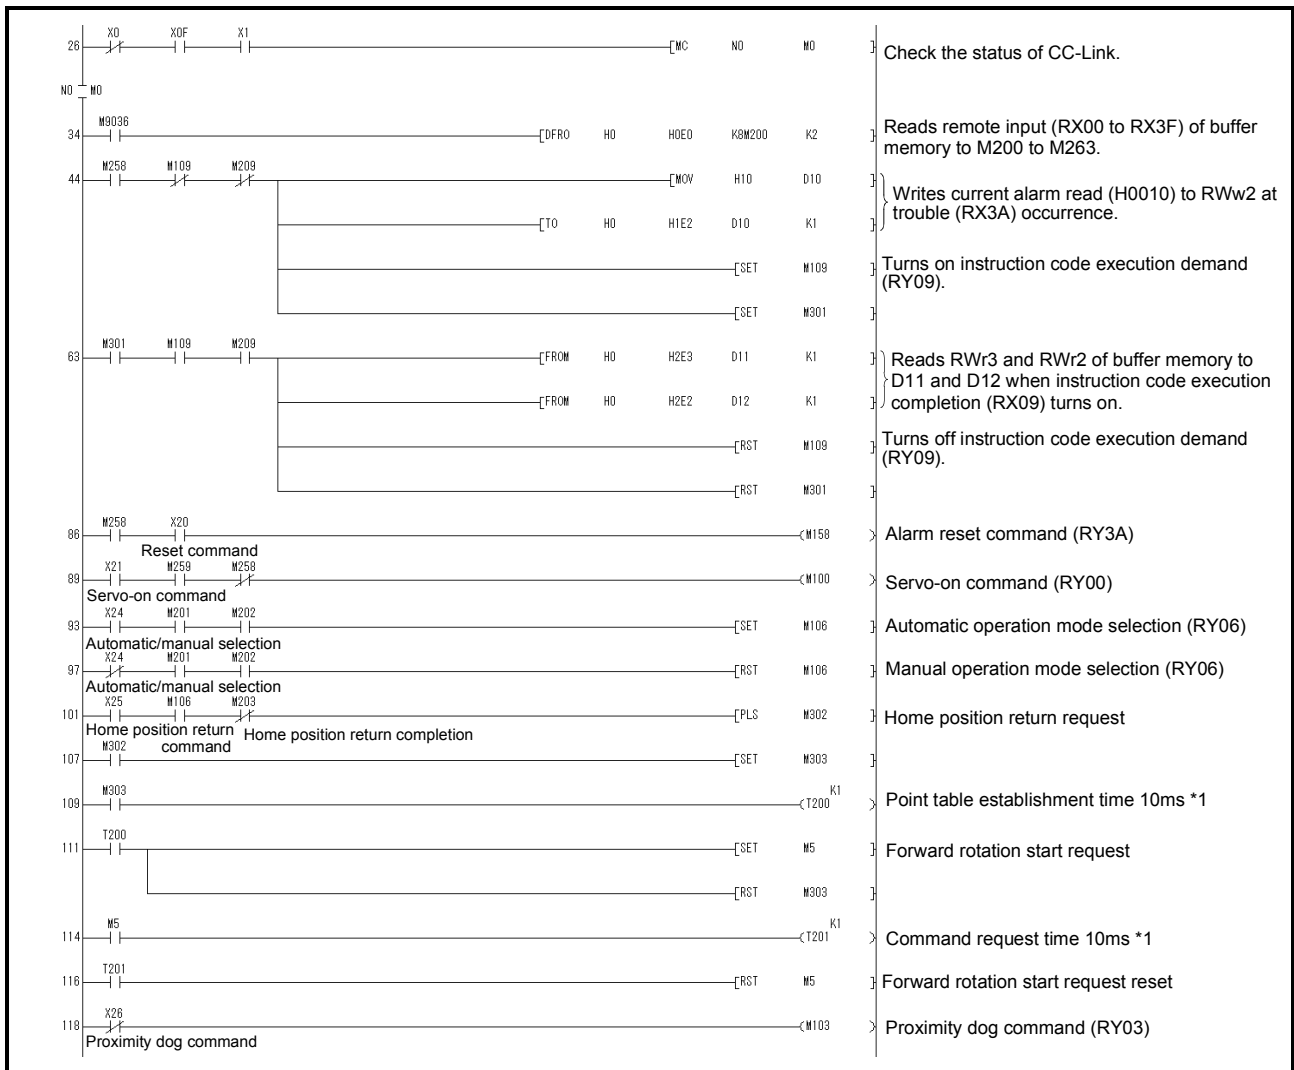 X0 X0F X1
26 [MC N0 M0 ] Check the status of CC-Link.
N0 M0
M9036
34 [DFRO H0 H0E0 K8M200 K2 ] Reads remote input (RX00 to RX3F) of buffer
memory to M200 to M263.
M258 M109 M209
44 [MOV H10 D10 ] Writes current alarm read (H0010) to RWw2 at
trouble (RX3A) occurrence.
[TO H0 H1E2 D10 K1 ]
[SET M109 ] Turns on instruction code execution demand
(RY09).
[SET M301 ]
M301 M109 M209
63 [FROM H0 H2E3 D11 K1 ] Reads RWr3 and RWr2 of buffer memory to
D11 and D12 when instruction code execution
[FROM H0 H2E2 D12 K1 ] completion (RX09) turns on.
[RST M109 ] Turns off instruction code execution demand
(RY09).
[RST M301 ]
M258 X20
86 (M158 ) Alarm reset command (RY3A)
Reset command
X21 M259 M258
89 (M100 ) Servo-on command (RY00)
Servo-on command
X24 M201 M202
93 [SET M106 ] Automatic operation mode selection (RY06)
Automatic/manual selection
X24 M201 M202
97 [RST M106 ] Manual operation mode selection (RY06)
Automatic/manual selection
X25 M106 M203
101 [PLS M302 ] Home position return request
Home position return command Home position return completion
M302
107 [SET M303 ]
M303 K1
109 (T200 ) Point table establishment time 10ms *1
T200
111 [SET M5 ] Forward rotation start request
[RST M303 ]
M5 K1
114 (T201 ) Command request time 10ms *1
T201
116 [RST M5 ] Forward rotation start request reset
X26
118 (M103 ) Proximity dog command (RY03)
Proximity dog command